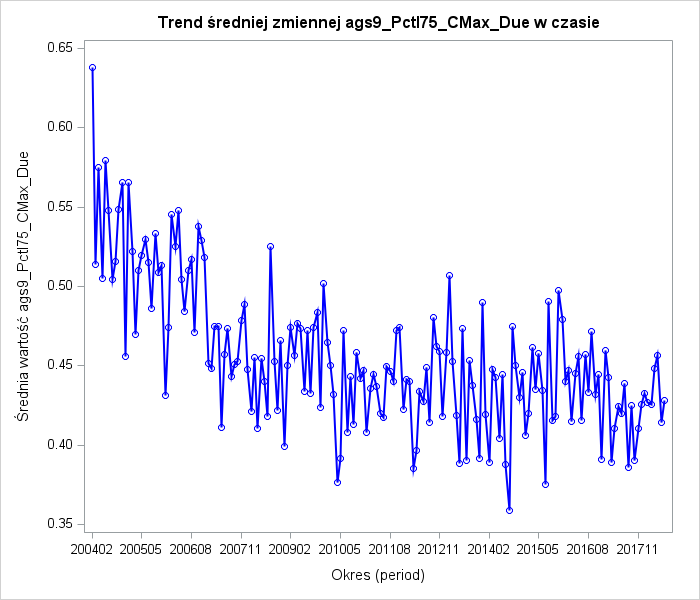 Trend średniej zmiennej ags9_Pctl75_CMax_Due w czasie
Średnia wartość ags9_Pctl75_CMax_Due
0.65
0.60
0.55
0.50
0.45
0.40
0.35
200402 200505 200608 200711 200902 201005 201108 201211 201402 201505 201608 201711
Okres (period)